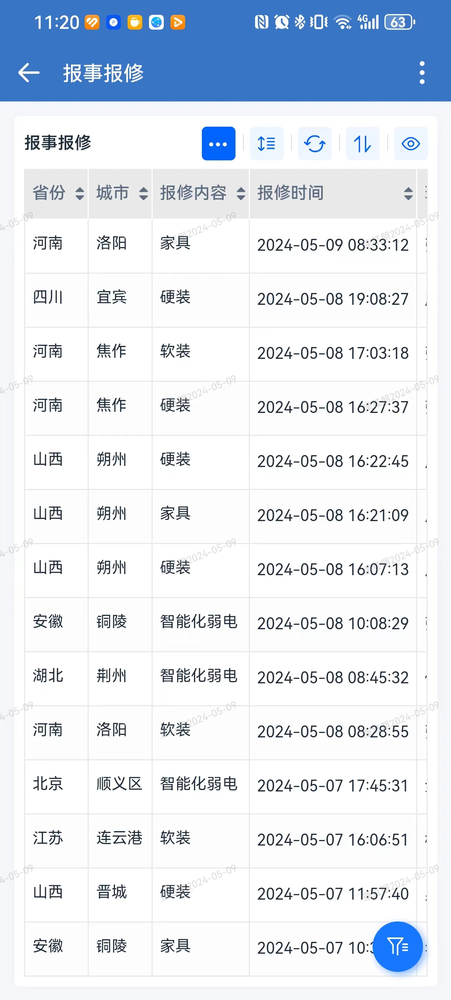 11:20 4G 63
报事报修
报事报修
省份 城市 报修内容 报修时间
河南 洛阳 家具 2024-05-09 08:33:12
四川 宜宾 硬装 2024-05-08 19:08:27
河南 焦作 软装 2024-05-08 17:03:18
河南 焦作 硬装 2024-05-08 16:27:37
山西 朔州 硬装 2024-05-08 16:22:45
山西 朔州 家具 2024-05-08 16:21:09
山西 朔州 硬装 2024-05-08 16:07:13
安徽 铜陵 智能化弱电 2024-05-08 10:08:29
湖北 荆州 智能化弱电 2024-05-08 08:45:32
河南 洛阳 软装 2024-05-08 08:28:55
北京 顺义区 智能化弱电 2024-05-07 17:45:31
江苏 连云港 软装 2024-05-07 16:06:51
山西 晋城 硬装 2024-05-07 11:57:40
安徽 铜陵 家具 2024-05-07 10: